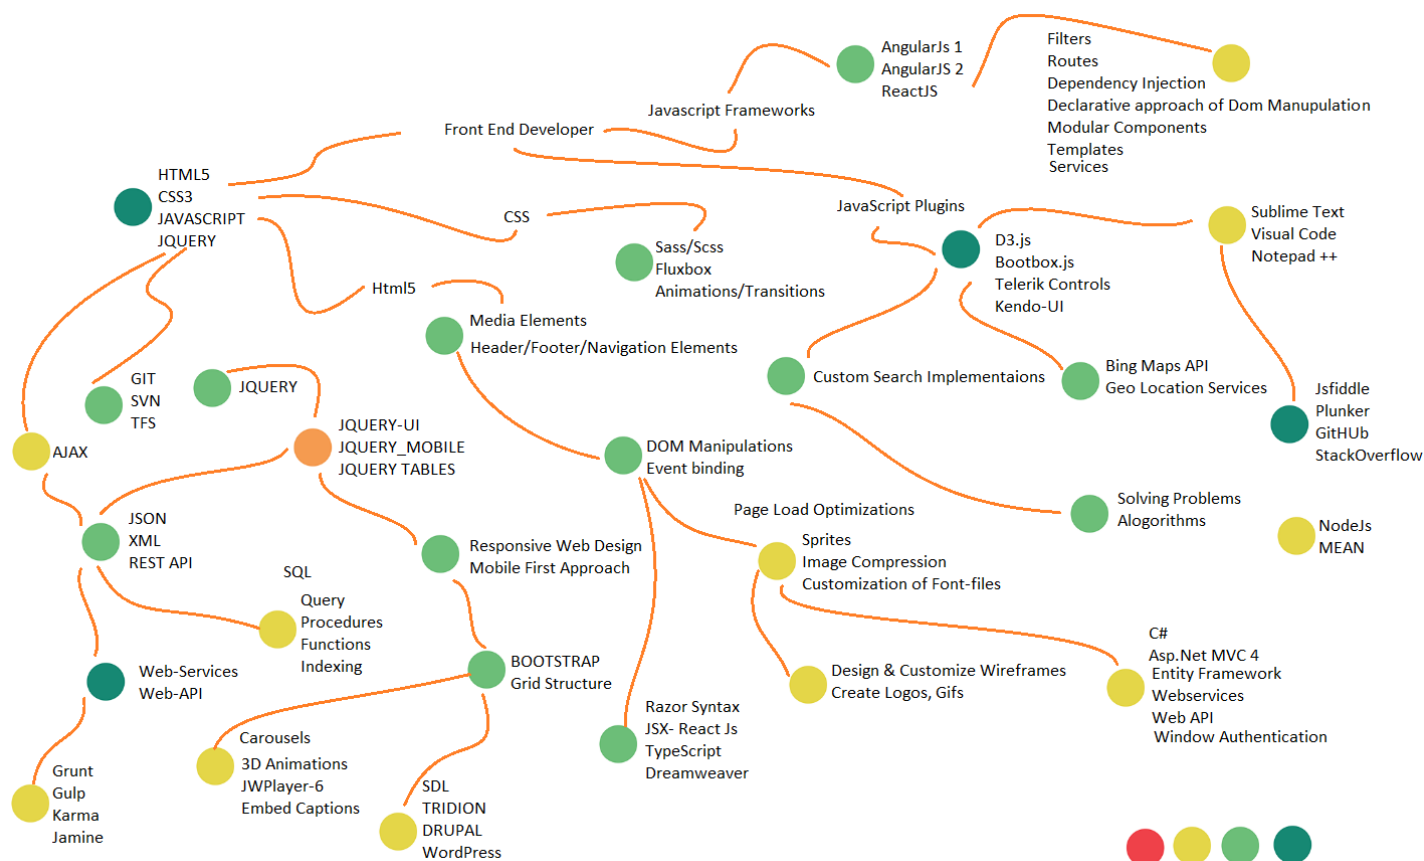 AngularJs 1
AngularJS 2
ReactJS
Filters
Routes
Dependency Injection
Declarative approach of Dom Manupulation
Modular Components
Templates
Services
Javascript Frameworks
Front End Developer
HTML5
CSS3
JAVASCRIPT
JQUERY
CSS
JavaScript Plugins
Sublime Text
Visual Code
Notepad ++
Sass/Scss
Fluxbox
Animations/Transitions
D3.js
Bootbox.js
Telerik Controls
Kendo-UI
Html5
Media Elements
Header/Footer/Navigation Elements
GIT
SVN
TFS
JQUERY
Custom Search Implementaions
Bing Maps API
Geo Location Services
Jsfiddle
Plunker
GitHUb
StackOverflow
AJAX
JQUERY-UI
JQUERY_MOBILE
JQUERY TABLES
DOM Manipulations
Event binding
Solving Problems
Alogorithms
Page Load Optimizations
Sprites
Image Compression
Customization of Font-files
NodeJs
MEAN
JSON
XML
REST API
Responsive Web Design
Mobile First Approach
SQL
Query
Procedures
Functions
Indexing
Web-Services
Web-API
BOOTSTRAP
Grid Structure
Design & Customize Wireframes
Create Logos, Gifs
C#
Asp.Net MVC 4
Entity Framework
Webservices
Web API
Window Authentication
Razor Syntax
JSX- React Js
TypeScript
Dreamweaver
Carousels
3D Animations
JWPlayer-6
Embed Captions
Grunt
Gulp
Karma
Jamine
SDL
TRIDION
DRUPAL
WordPress